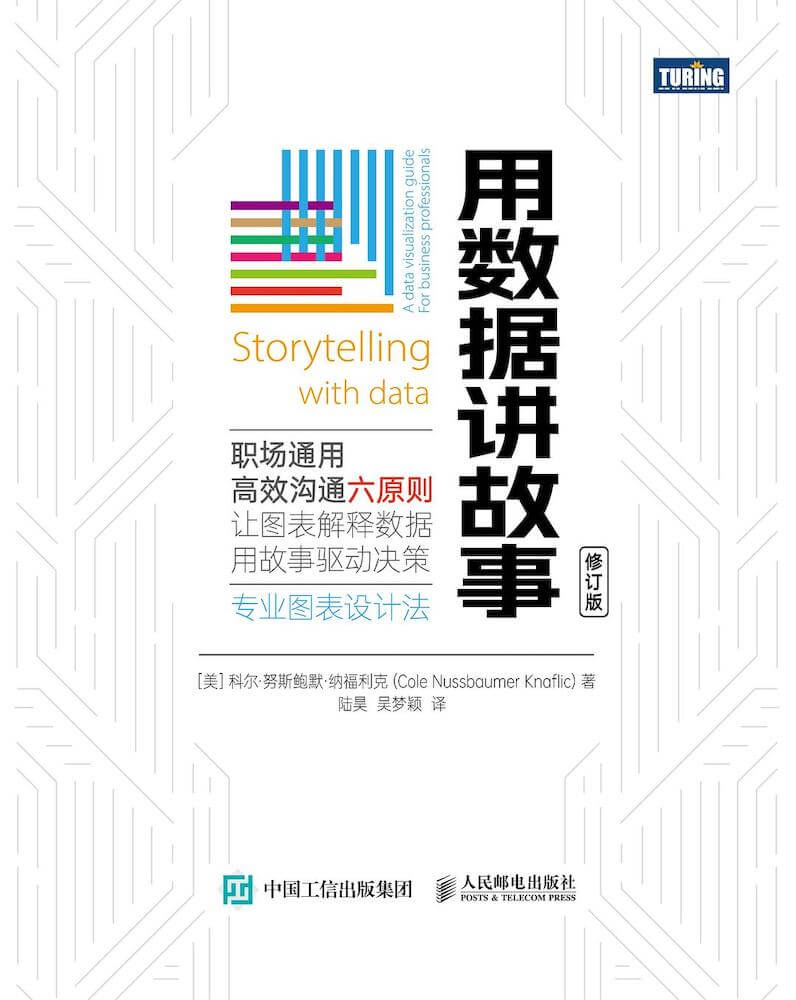 TURING
用数据讲故事
修订版
A data visualization guide
For business professionals
Storytelling
with data
职场通用
高效沟通六原则
让图表解释数据
用故事驱动决策
专业图表设计法
[美] 科尔·努斯鲍默·纳福利克 (Cole Nussbaumer Knaflic) 著
陆昊 吴梦颖 译
中国工信出版集团
人民邮电出版社
POSTS & TELECOM PRESS